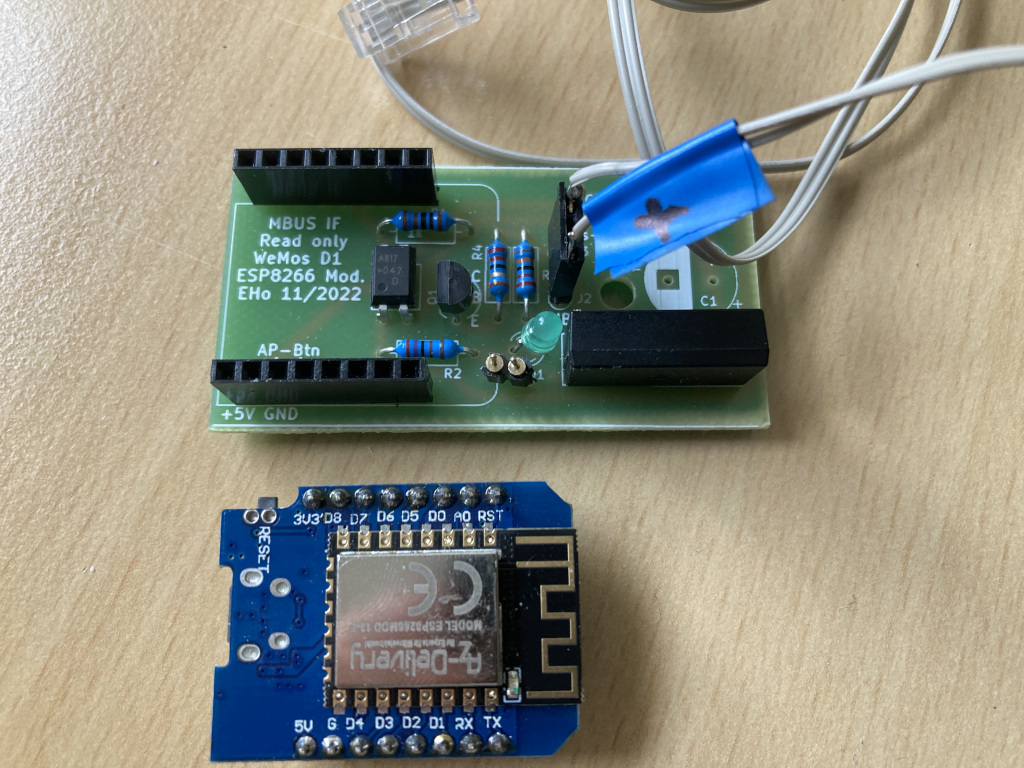 MBUS IF
Read only
WeMos D1
ESP8266 Mod.
EHo 11/2022
AP-Btn
+5V GND
R4
C
B
E
R2
J2
C1
+
3V3 D8 D7 D6 D5 D0 A0 RST
RESET
CE
MODEL ESP8266MOD 12-F
AZ-Delivery
5V G D4 D3 D2 D1 RX TX